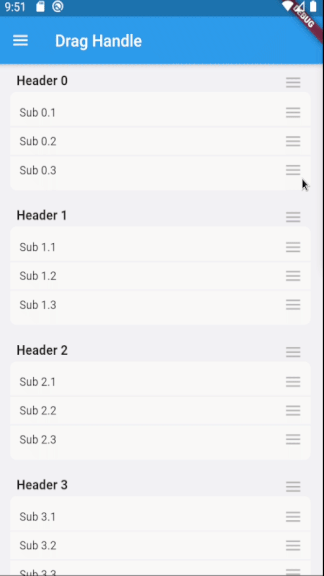 9:51
DEBUG
Drag Handle
Header 0
Sub 0.1
Sub 0.2
Sub 0.3
Header 1
Sub 1.1
Sub 1.2
Sub 1.3
Header 2
Sub 2.1
Sub 2.2
Sub 2.3
Header 3
Sub 3.1
Sub 3.2
Sub 3.3